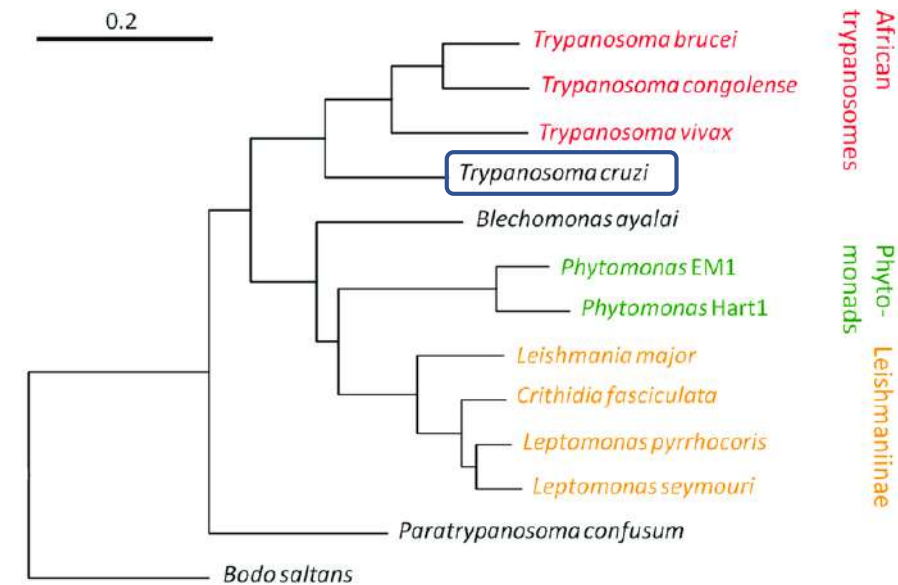 0.2
Trypanosoma brucei
Trypanosoma congolense
Trypanosoma vivax
Trypanosoma cruzi
Blechomonas ayalai
Phytomonas EM1
Phytomonas Hart1
Leishmania major
Crithidia fasciculata
Leptomonas pyrrhocoris
Leptomonas seymouri
Paratrypanosoma confusum
Bodo saltans
African
trypanosomes
Phyto-
monads
Leishmaniinae